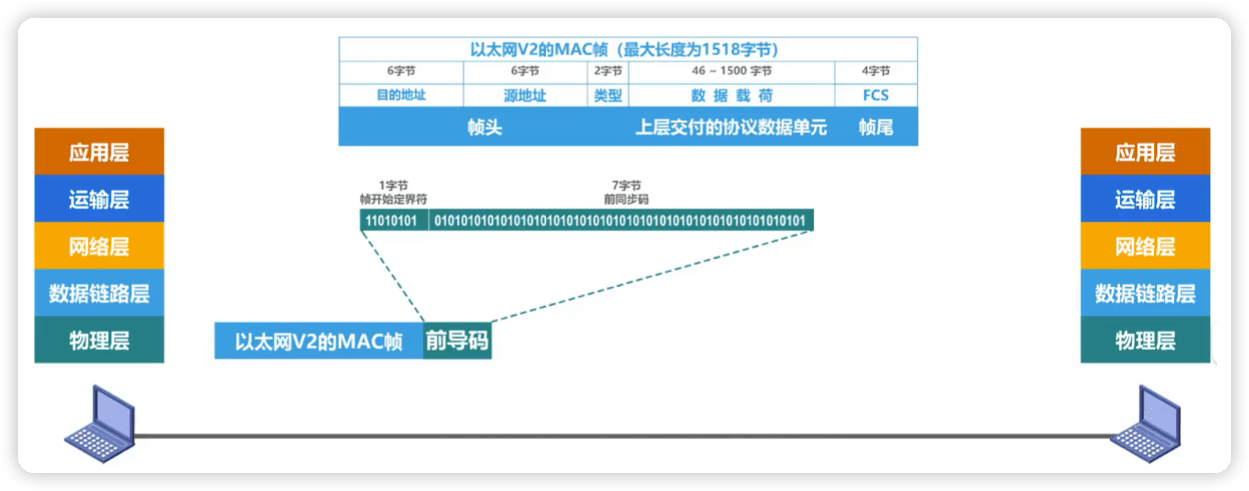 以太网V2的MAC帧（最大长度为1518字节）
6字节 6字节 2字节 46 ~ 1500 字节 4字节
目的地址 源地址 类型 数 据 载 荷 FCS
帧头 上层交付的协议数据单元 帧尾
应用层
运输层
网络层
数据链路层
物理层
1字节
帧开始定界符
7字节
前同步码
11010101 01010101010101010101010101010101010101010101010101010101
以太网V2的MAC帧 前导码
应用层
运输层
网络层
数据链路层
物理层